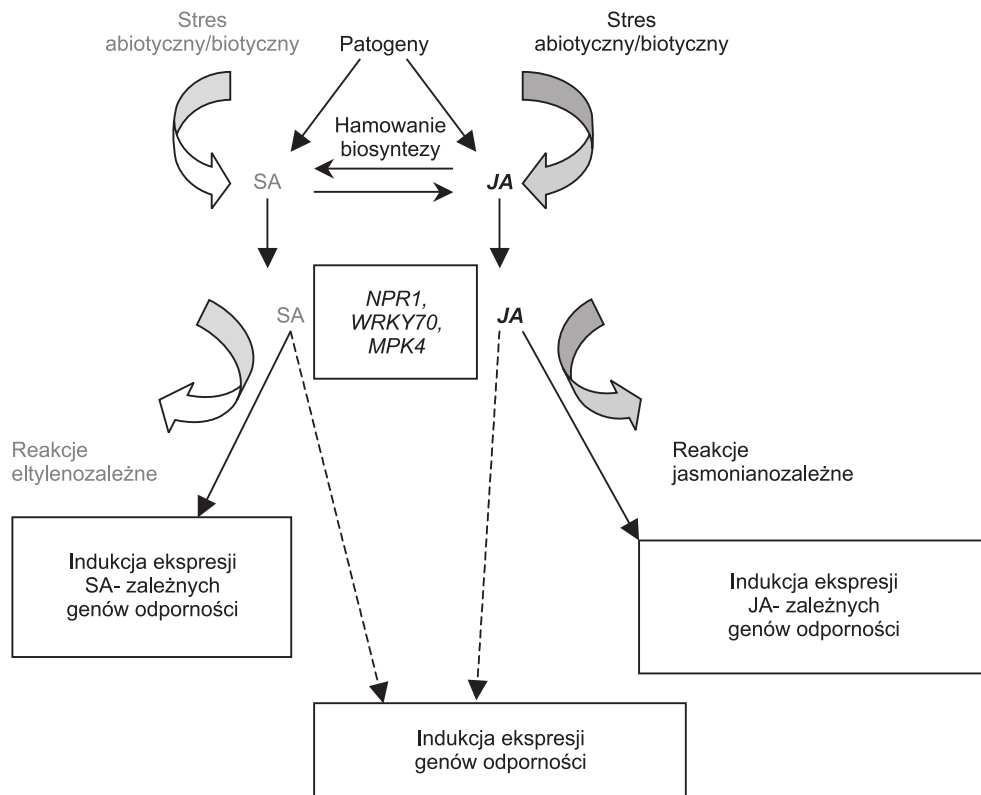 Stres
abiotyczny/biotyczny
Patogeny
Stres
abiotyczny/biotyczny
Hamowanie
biosyntezy
SA
JA
SA
NPR1,
WRKY70,
MPK4
JA
Reakcje
eltylenozależne
Reakcje
jasmonianozależne
Indukcja ekspresji
SA- zależnych
genów odporności
Indukcja ekspresji
JA- zależnych
genów odporności
Indukcja ekspresji
genów odporności